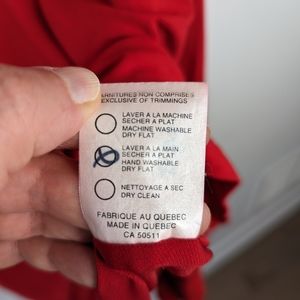 GARNITURES NON COMPRISES
EXCLUSIVE OF TRIMMINGS
LAVER A LA MACHINE
SECHER A PLAT
MACHINE WASHABLE
DRY FLAT
LAVER A LA MAIN
SECHER A PLAT
HAND WASHABLE
DRY FLAT
NETTOYAGE A SEC
DRY CLEAN
FABRIQUE AU QUEBEC
MADE IN QUEBEC
CA 50511